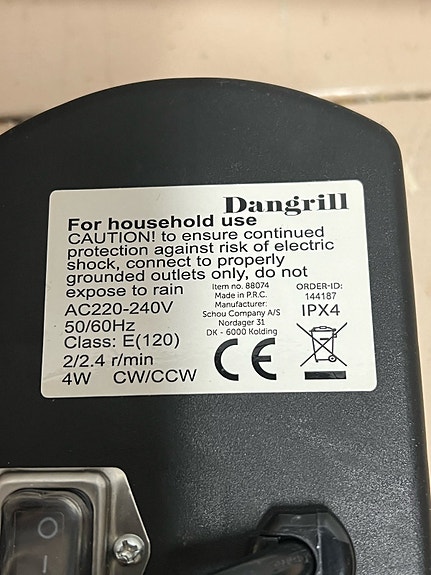 Dangrill
For household use
CAUTION! to ensure continued
protection against risk of electric
shock, connect to properly
grounded outlets only, do not
expose to rain
AC220-240V
50/60Hz
Class: E(120)
2/2.4 r/min
4W CW/CCW
Item no. 88074
Made in P.R.C.
Manufacturer:
Schou Company A/S
Nordager 31
DK - 6000 Kolding
CE
ORDER-ID:
144187
IPX4